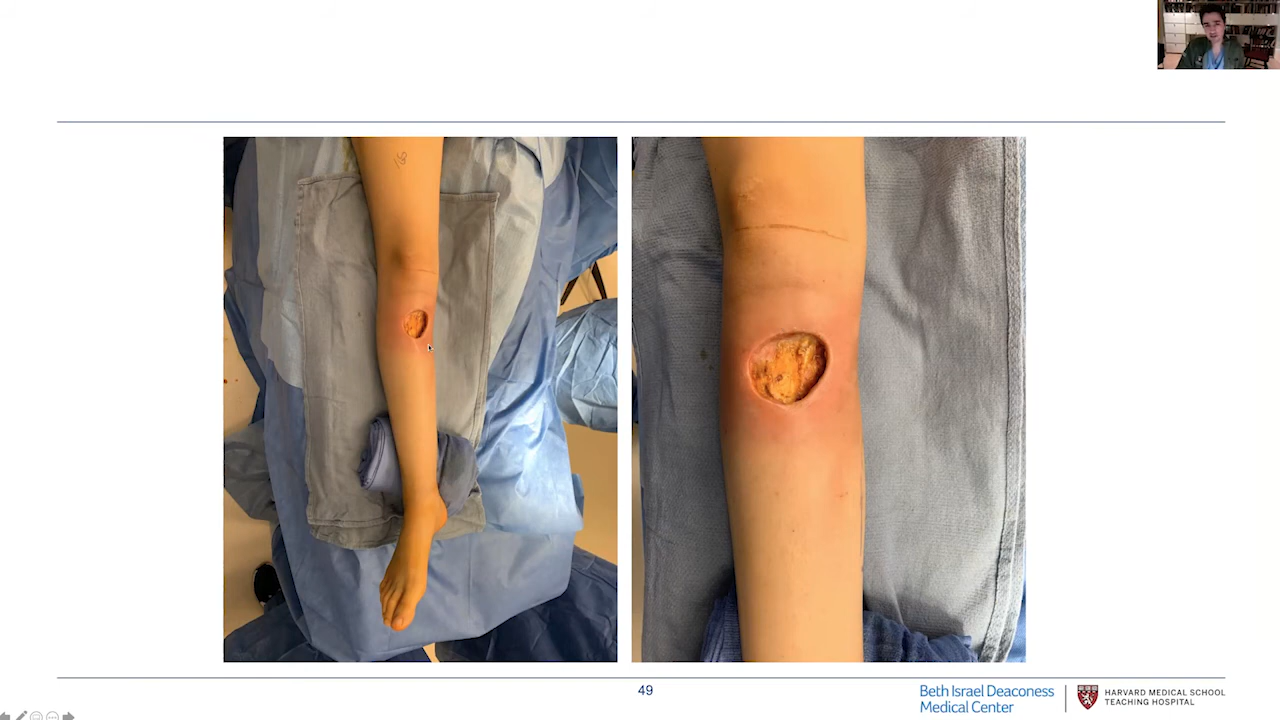 49
Beth Israel Deaconess
Medical Center
HARVARD MEDICAL SCHOOL
TEACHING HOSPITAL